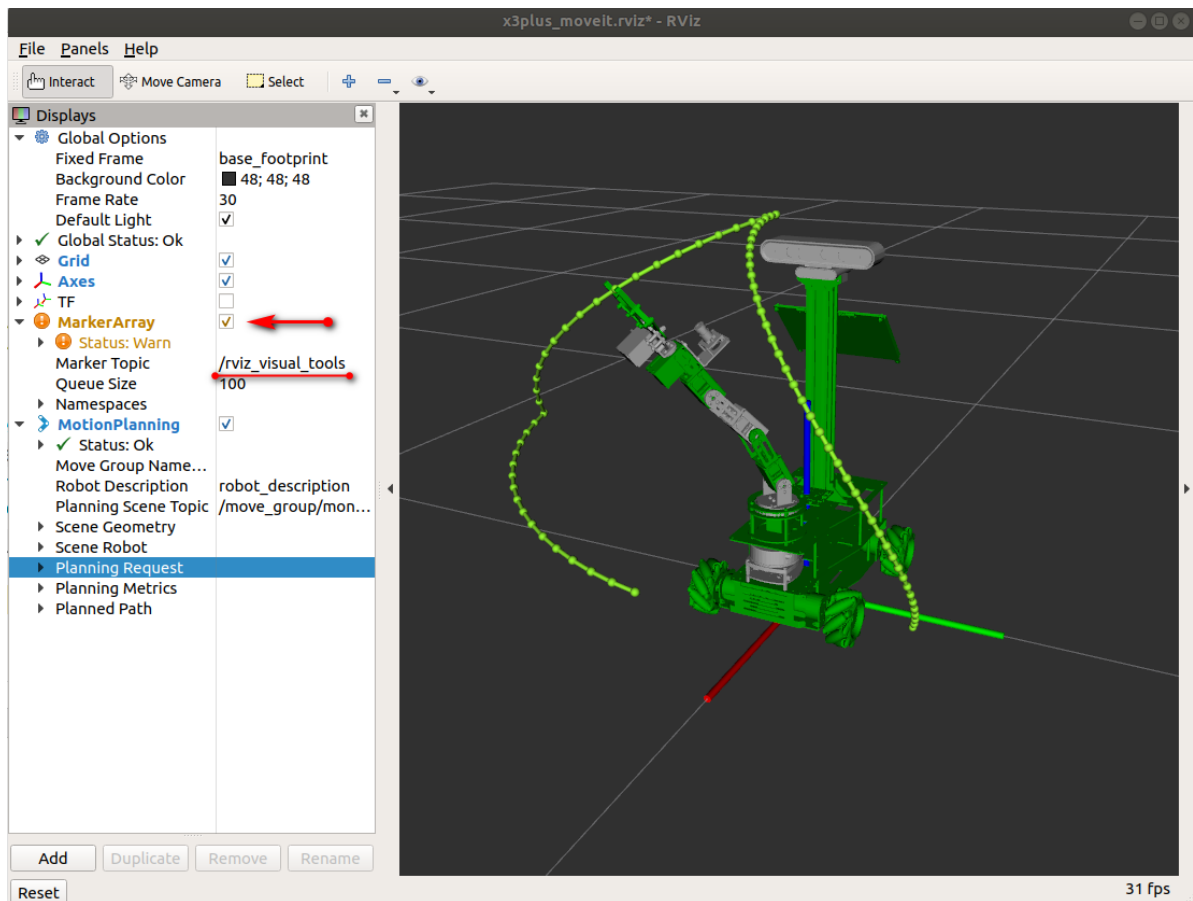 x3plus_moveit.rviz* - RViz
File Panels Help
Interact Move Camera Select
Displays
Global Options
Fixed Frame base_footprint
Background Color 48; 48; 48
Frame Rate 30
Default Light
Global Status: Ok
Grid
Axes
TF
MarkerArray
Status: Warn
Marker Topic /rviz_visual_tools
Queue Size 100
Namespaces
MotionPlanning
Status: Ok
Move Group Name...
Robot Description robot_description
Planning Scene Topic /move_group/mon...
Scene Geometry
Scene Robot
Planning Request
Planning Metrics
Planned Path
Add Duplicate Remove Rename
Reset 31 fps